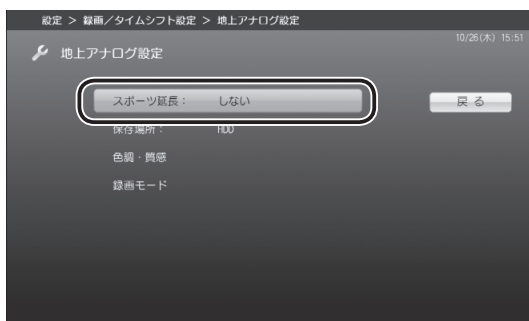 設定 > 録画/タイムシフト設定 > 地上アナログ設定
10/26(木) 15:51
地上アナログ設定
スポーツ延長: しない
戻る
保存場所: HDD
色調・質感
録画モード